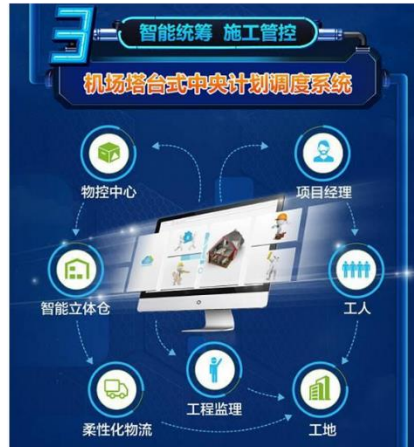 3
智能统筹 施工管控
机场塔台式中央计划调度系统
物控中心
项目经理
智能立体仓
工人
工程监理
柔性化物流
工地